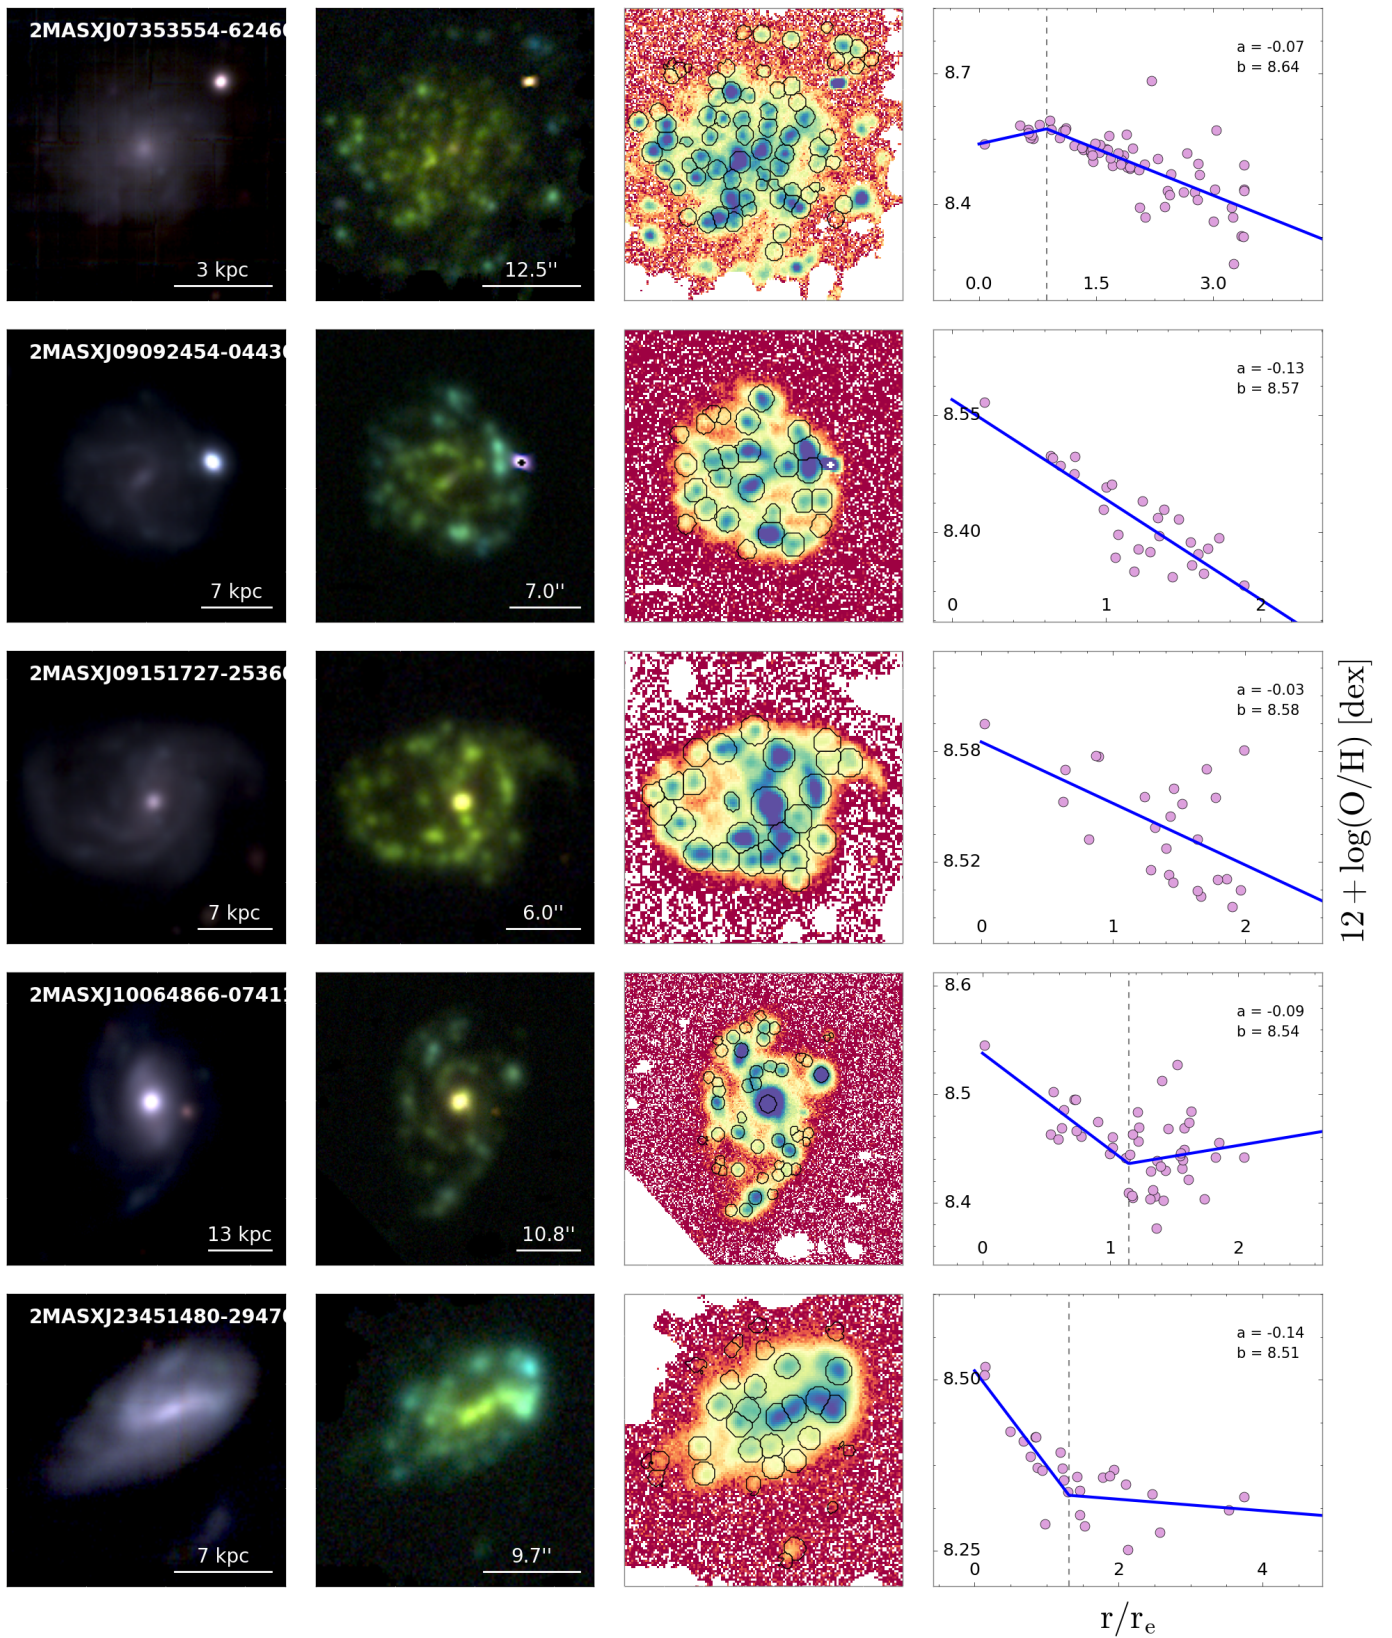 2MASXJ07353554-6246
3 kpc
12.5''
a = -0.07
b = 8.64
8.7
8.4
0.0 1.5 3.0
2MASXJ09092454-0443
7 kpc
7.0''
a = -0.13
b = 8.57
8.55
8.40
0 1 2
2MASXJ09151727-2536
7 kpc
6.0''
a = -0.03
b = 8.58
8.58
8.52
0 1 2
2MASXJ10064866-0741
13 kpc
10.8''
a = -0.09
b = 8.54
8.6
8.5
8.4
0 1 2
2MASXJ23451480-2947
7 kpc
9.7''
a = -0.14
b = 8.51
8.50
8.25
0 2 4
12 + log(O/H) [dex]
r/r_e